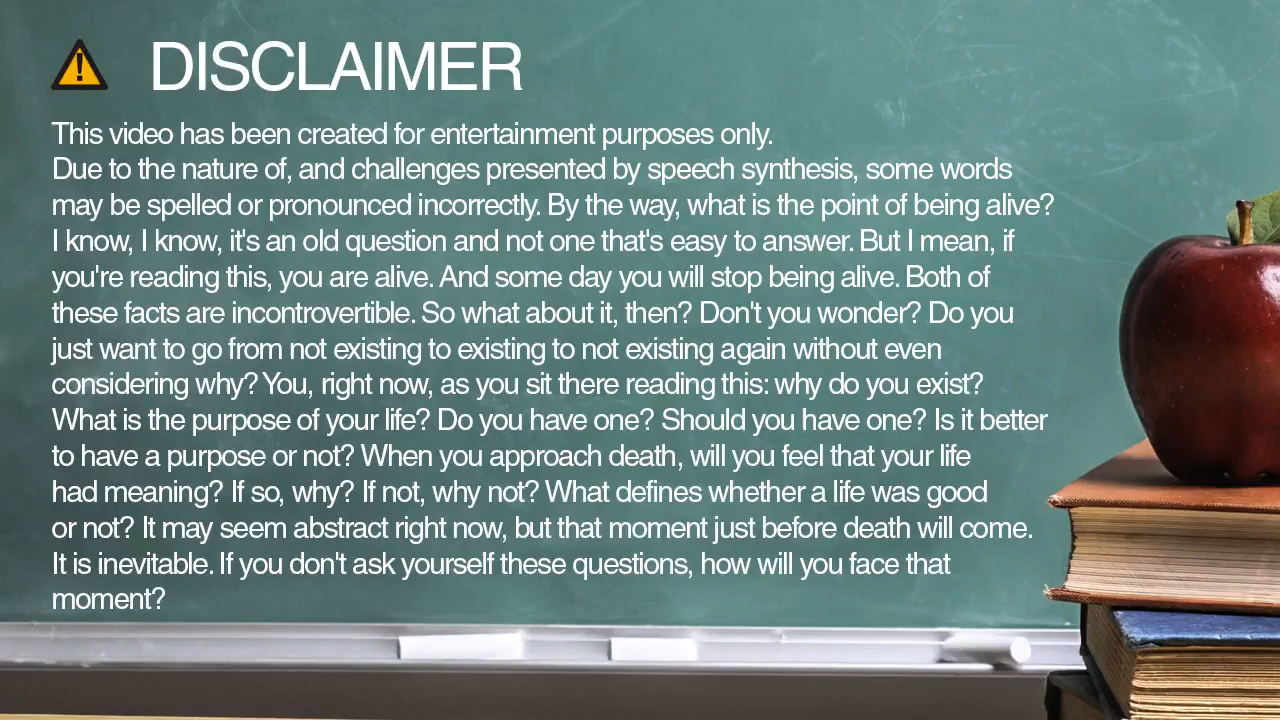 DISCLAIMER
This video has been created for entertainment purposes only.
Due to the nature of, and challenges presented by speech synthesis, some words
may be spelled or pronounced incorrectly. By the way, what is the point of being alive?
I know, I know, it's an old question and not one that's easy to answer. But I mean, if
you're reading this, you are alive. And some day you will stop being alive. Both of
these facts are incontrovertible. So what about it, then? Don't you wonder? Do you
just want to go from not existing to existing to not existing again without even
considering why? You, right now, as you sit there reading this: why do you exist?
What is the purpose of your life? Do you have one? Should you have one? Is it better
to have a purpose or not? When you approach death, will you feel that your life
had meaning? If so, why? If not, why not? What defines whether a life was good
or not? It may seem abstract right now, but that moment just before death will come.
It is inevitable. If you don't ask yourself these questions, how will you face that
moment?